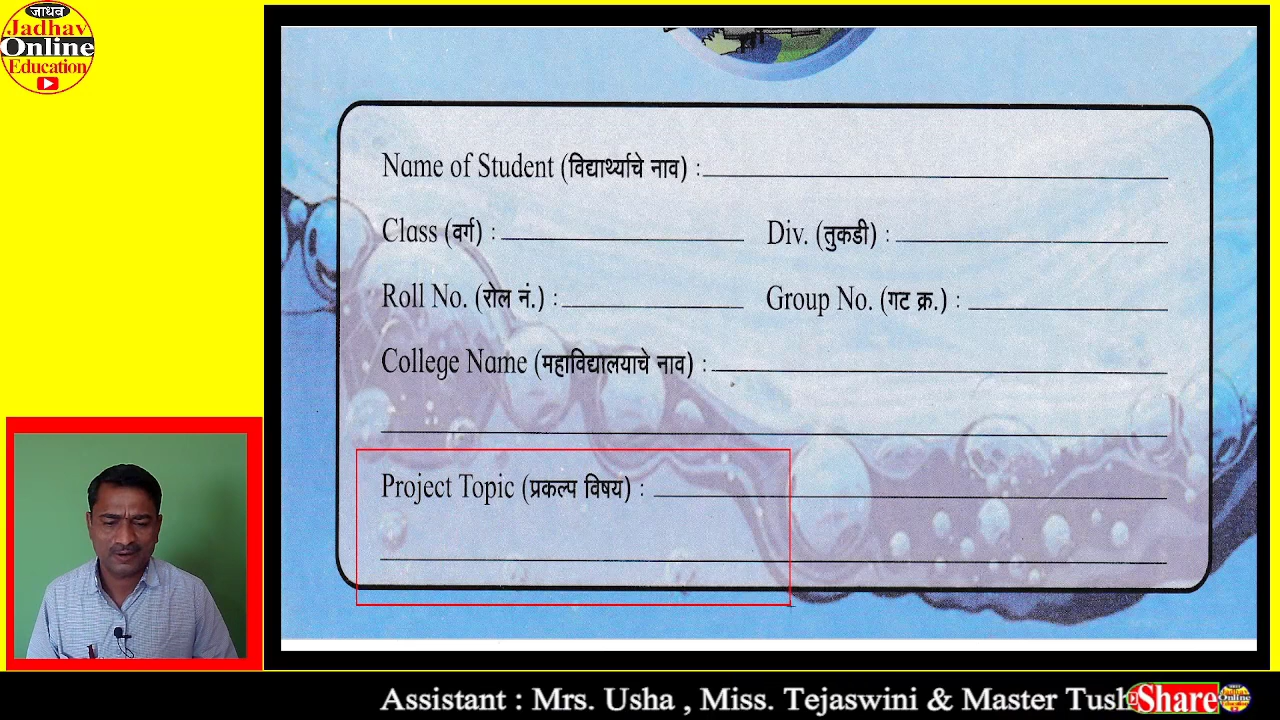 जाधव
Jadhav
Online
Education
Name of Student (विद्यार्थ्याचे नाव) :
Class (वर्ग) : Div. (तुकडी) :
Roll No. (रोल नं.) : Group No. (गट क्र.) :
College Name (महाविद्यालयाचे नाव) :
Project Topic (प्रकल्प विषय) :
Assistant : Mrs. Usha , Miss. Tejaswini & Master Tush
Share
Online